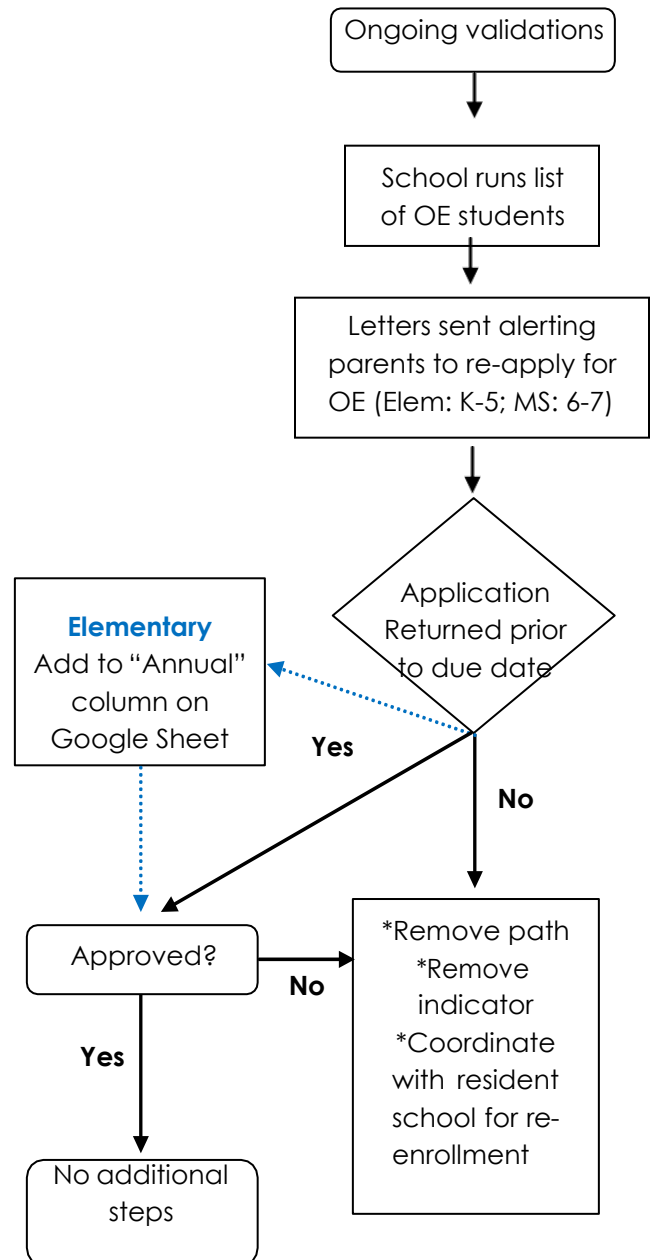 Ongoing validations
School runs list
of OE students
Letters sent alerting
parents to re-apply for
OE (Elem: K-5; MS: 6-7)
Application
Returned prior
to due date
Elementary
Add to “Annual”
column on
Google Sheet
Yes
No
Approved?
No
*Remove path
*Remove
indicator
*Coordinate
with resident
school for re-
enrollment
Yes
No additional
steps